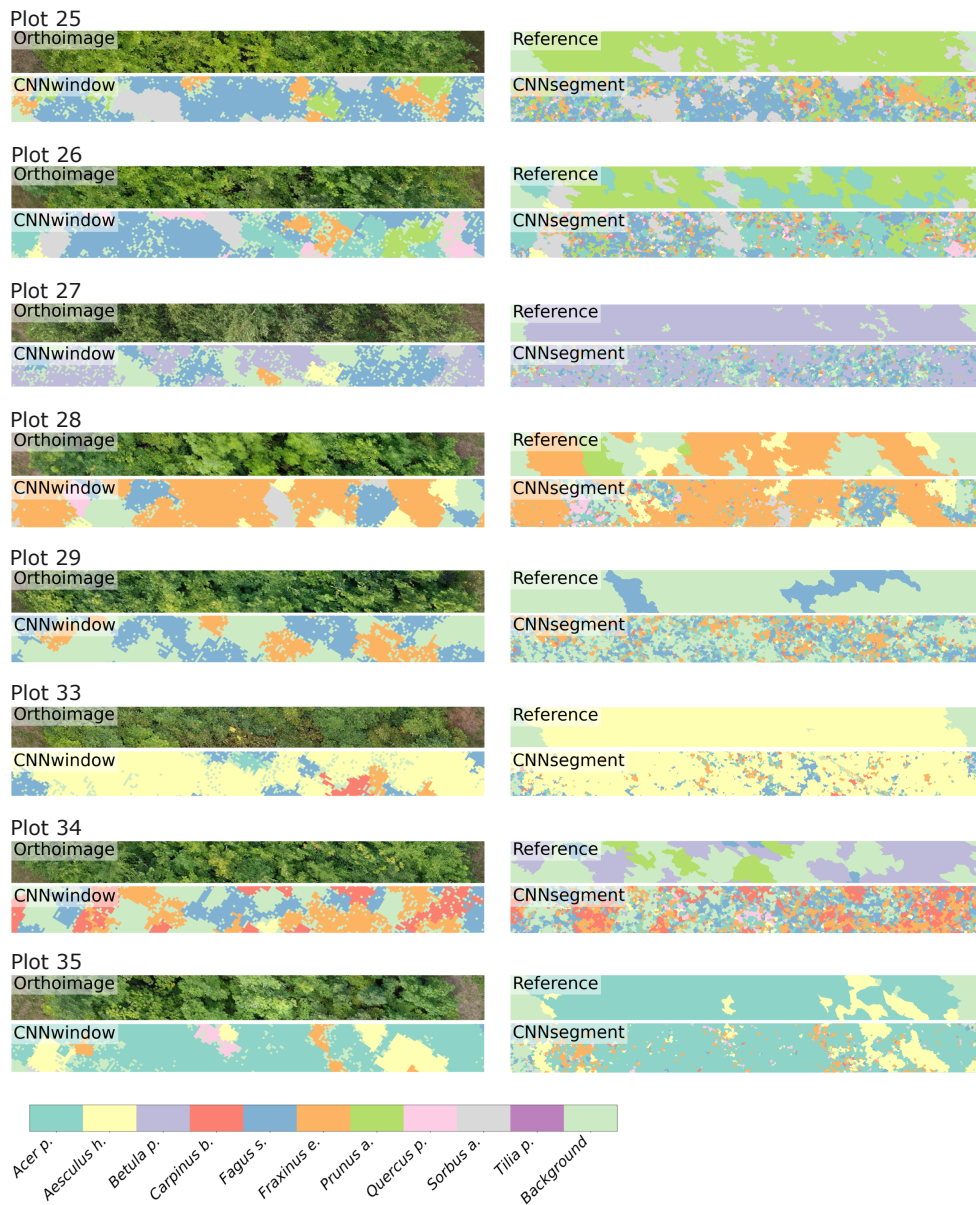 Plot 25
Orthoimage
Reference
CNNwindow
CNNsegment
Plot 26
Orthoimage
Reference
CNNwindow
CNNsegment
Plot 27
Orthoimage
Reference
CNNwindow
CNNsegment
Plot 28
Orthoimage
Reference
CNNwindow
CNNsegment
Plot 29
Orthoimage
Reference
CNNwindow
CNNsegment
Plot 33
Orthoimage
Reference
CNNwindow
CNNsegment
Plot 34
Orthoimage
Reference
CNNwindow
CNNsegment
Plot 35
Orthoimage
Reference
CNNwindow
CNNsegment
Acer p.
Aesculus h.
Betula p.
Carpinus b.
Fagus s.
Fraxinus e.
Prunus a.
Quercus p.
Sorbus a.
Tilia p.
Background